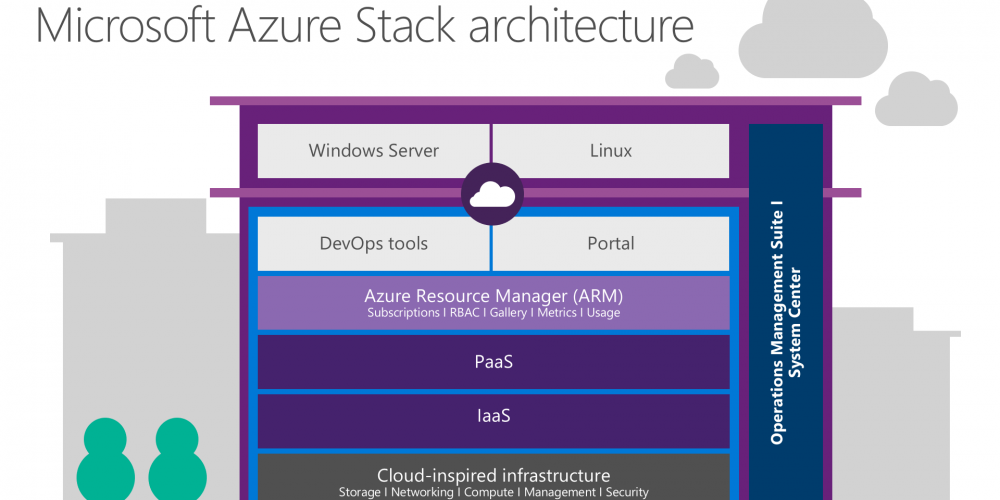 Microsoft Azure Stack architecture
Windows Server
Linux
DevOps tools
Portal
Azure Resource Manager (ARM)
Subscriptions I RBAC I Gallery I Metrics I Usage
PaaS
IaaS
Cloud-inspired infrastructure
Storage I Networking I Compute I Management I Security
Operations Management Suite I
System Center